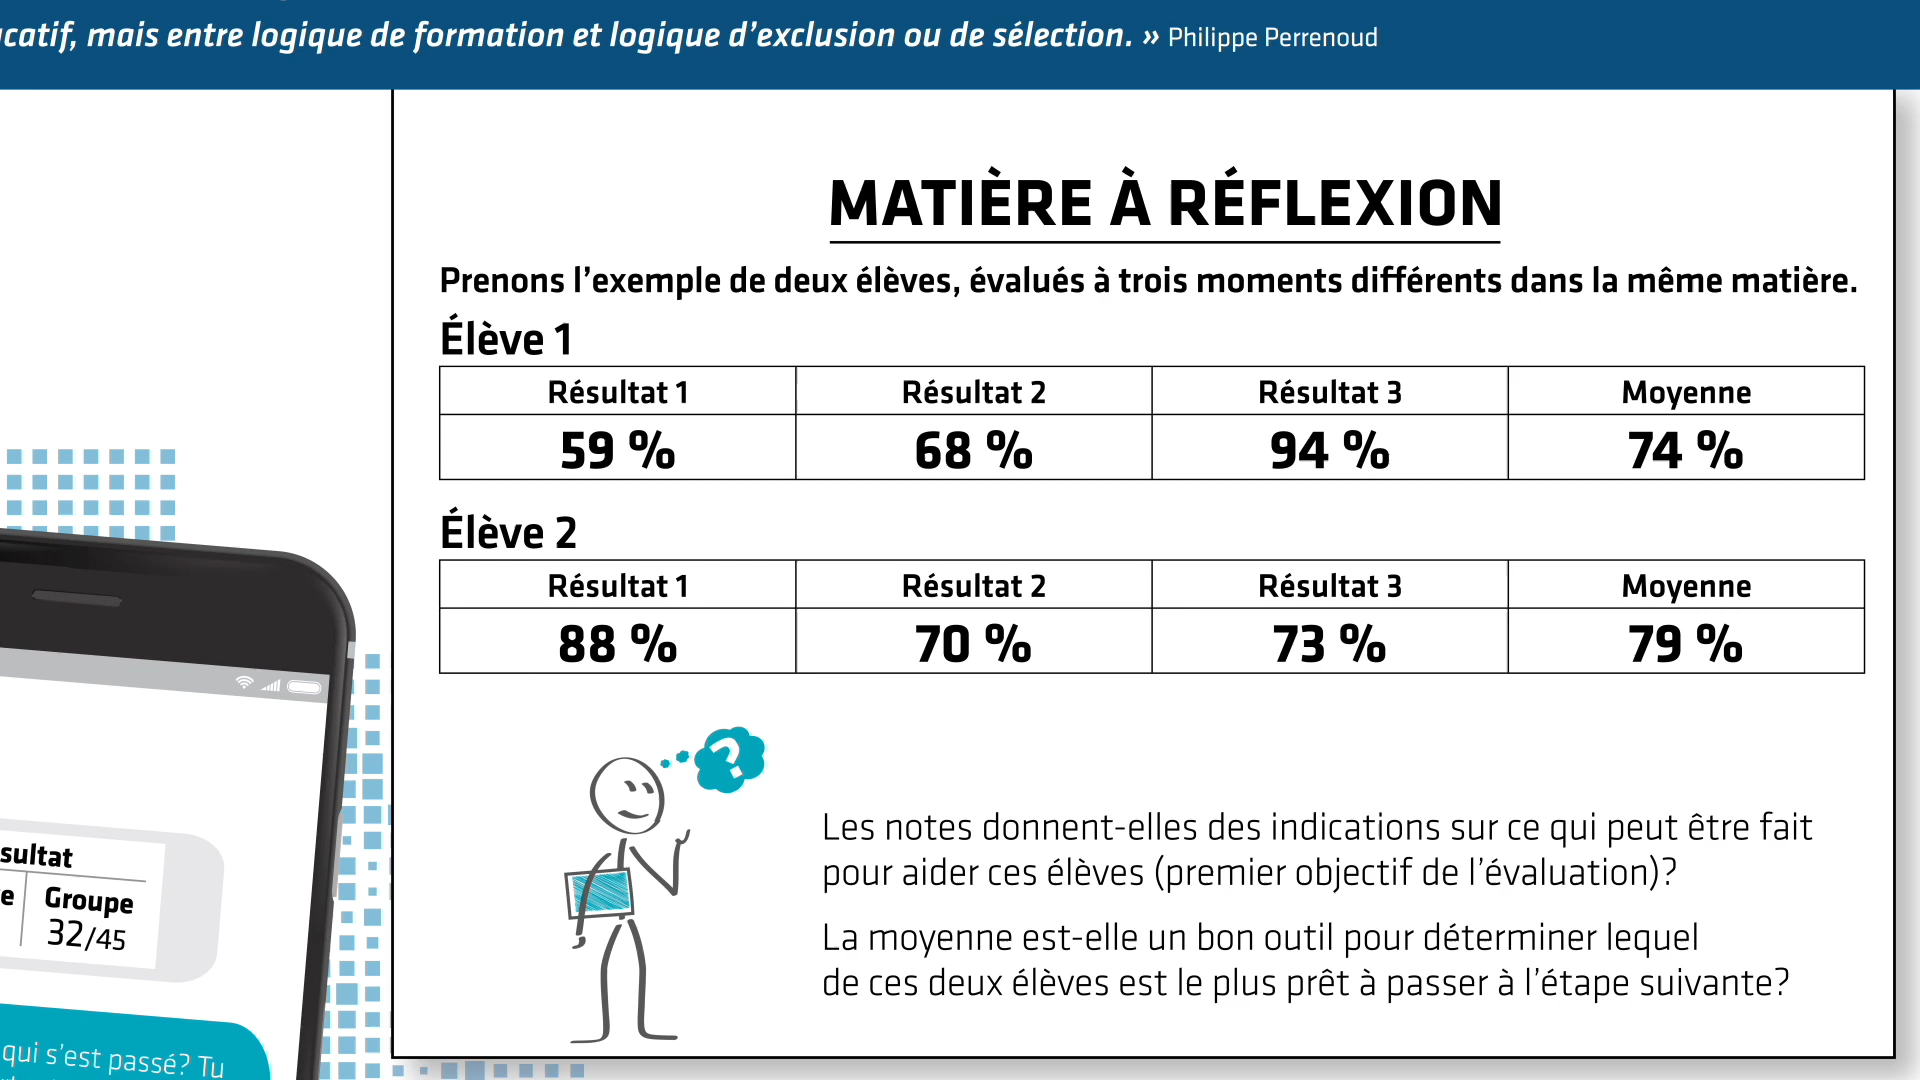 catif, mais entre logique de formation et logique d’exclusion ou de sélection. » Philippe Perrenoud
MATIÈRE À RÉFLEXION
Prenons l’exemple de deux élèves, évalués à trois moments différents dans la même matière.
Élève 1
Résultat 1 Résultat 2 Résultat 3 Moyenne
59 % 68 % 94 % 74 %
Élève 2
Résultat 1 Résultat 2 Résultat 3 Moyenne
88 % 70 % 73 % 79 %
?
Les notes donnent-elles des indications sur ce qui peut être fait
pour aider ces élèves (premier objectif de l’évaluation)?
La moyenne est-elle un bon outil pour déterminer lequel
de ces deux élèves est le plus prêt à passer à l’étape suivante?
sultat
e Groupe
32/45
qui s’est passé? Tu